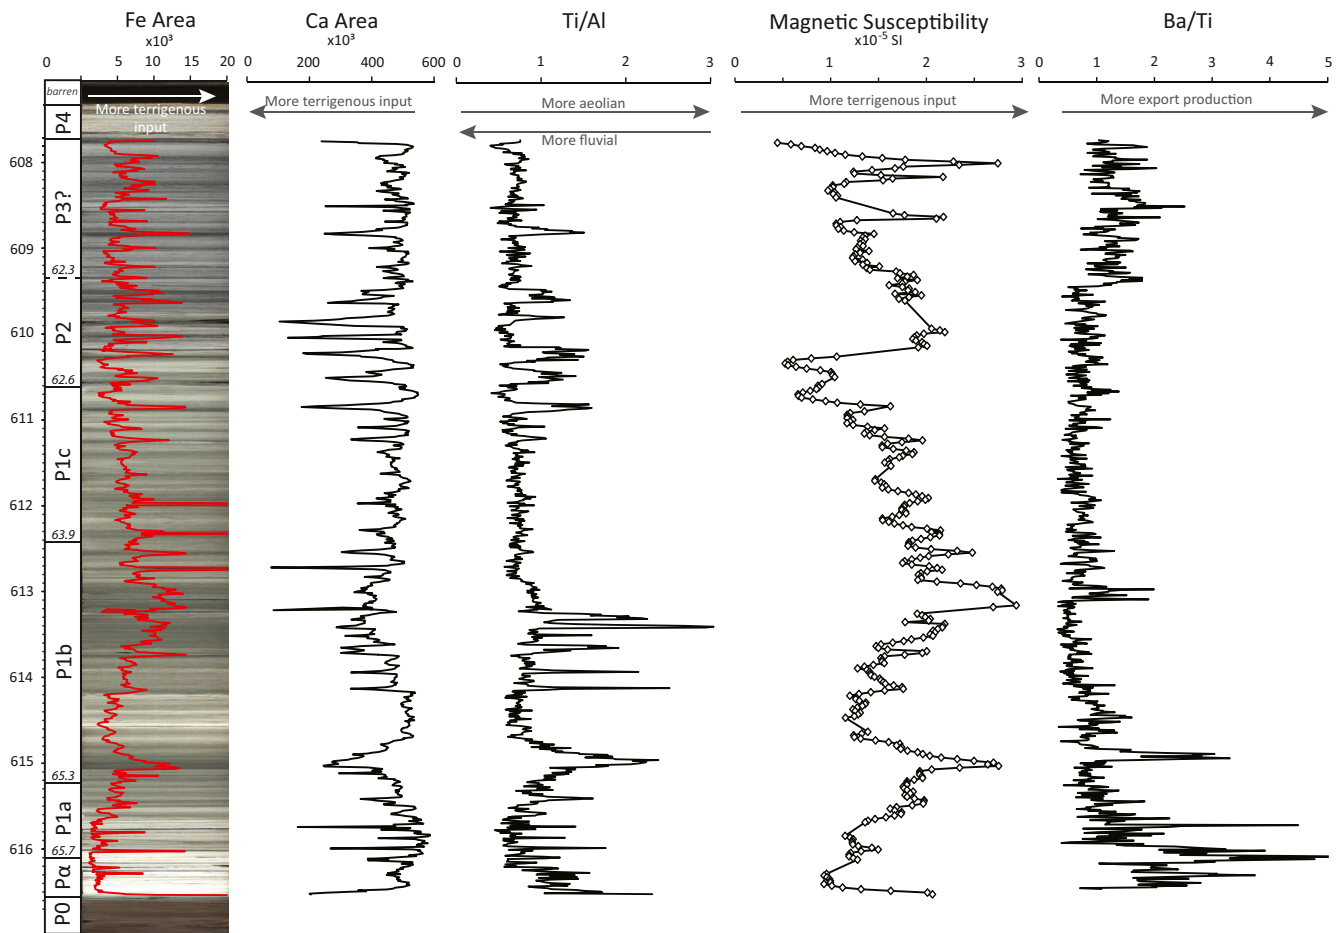 Fe Area
x10³
0 5 10 15 20
Ca Area
x10³
0 200 400 600
Ti/Al
0 1 2 3
Magnetic Susceptibility
x10⁻⁵ SI
0 1 2 3
Ba/Ti
0 1 2 3 4 5
barren
More terrigenous
input
More terrigenous input
More aeolian
More fluvial
More terrigenous input
More export production
P4
608
P3?
609
62.3
610
P2
62.6
611
P1c
612
63.9
613
P1b
614
615
65.3
P1a
616
65.7
Pα
P0